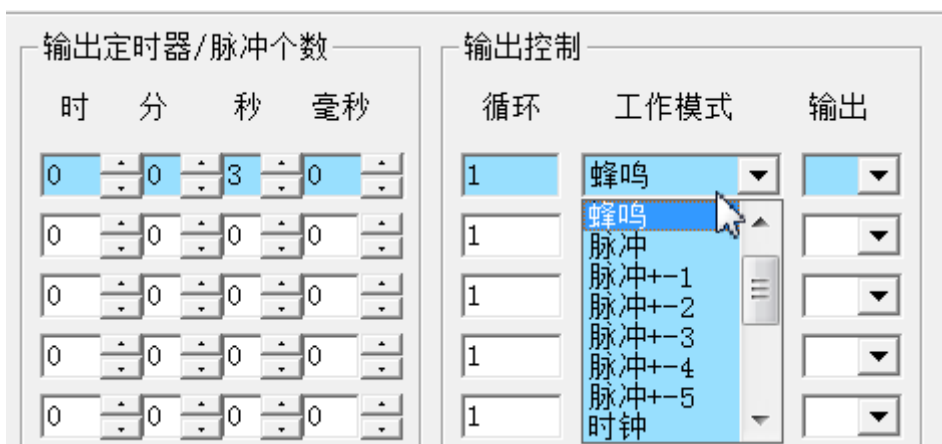 输出定时器/脉冲个数 输出控制
时 分 秒 毫秒 循环 工作模式 输出
0 0 3 0 1 蜂鸣
0 0 0 0 1 蜂鸣
脉冲
0 0 0 0 1 脉冲+-1
脉冲+-2
0 0 0 0 1 脉冲+-3
脉冲+-4
0 0 0 0 1 脉冲+-5
时钟